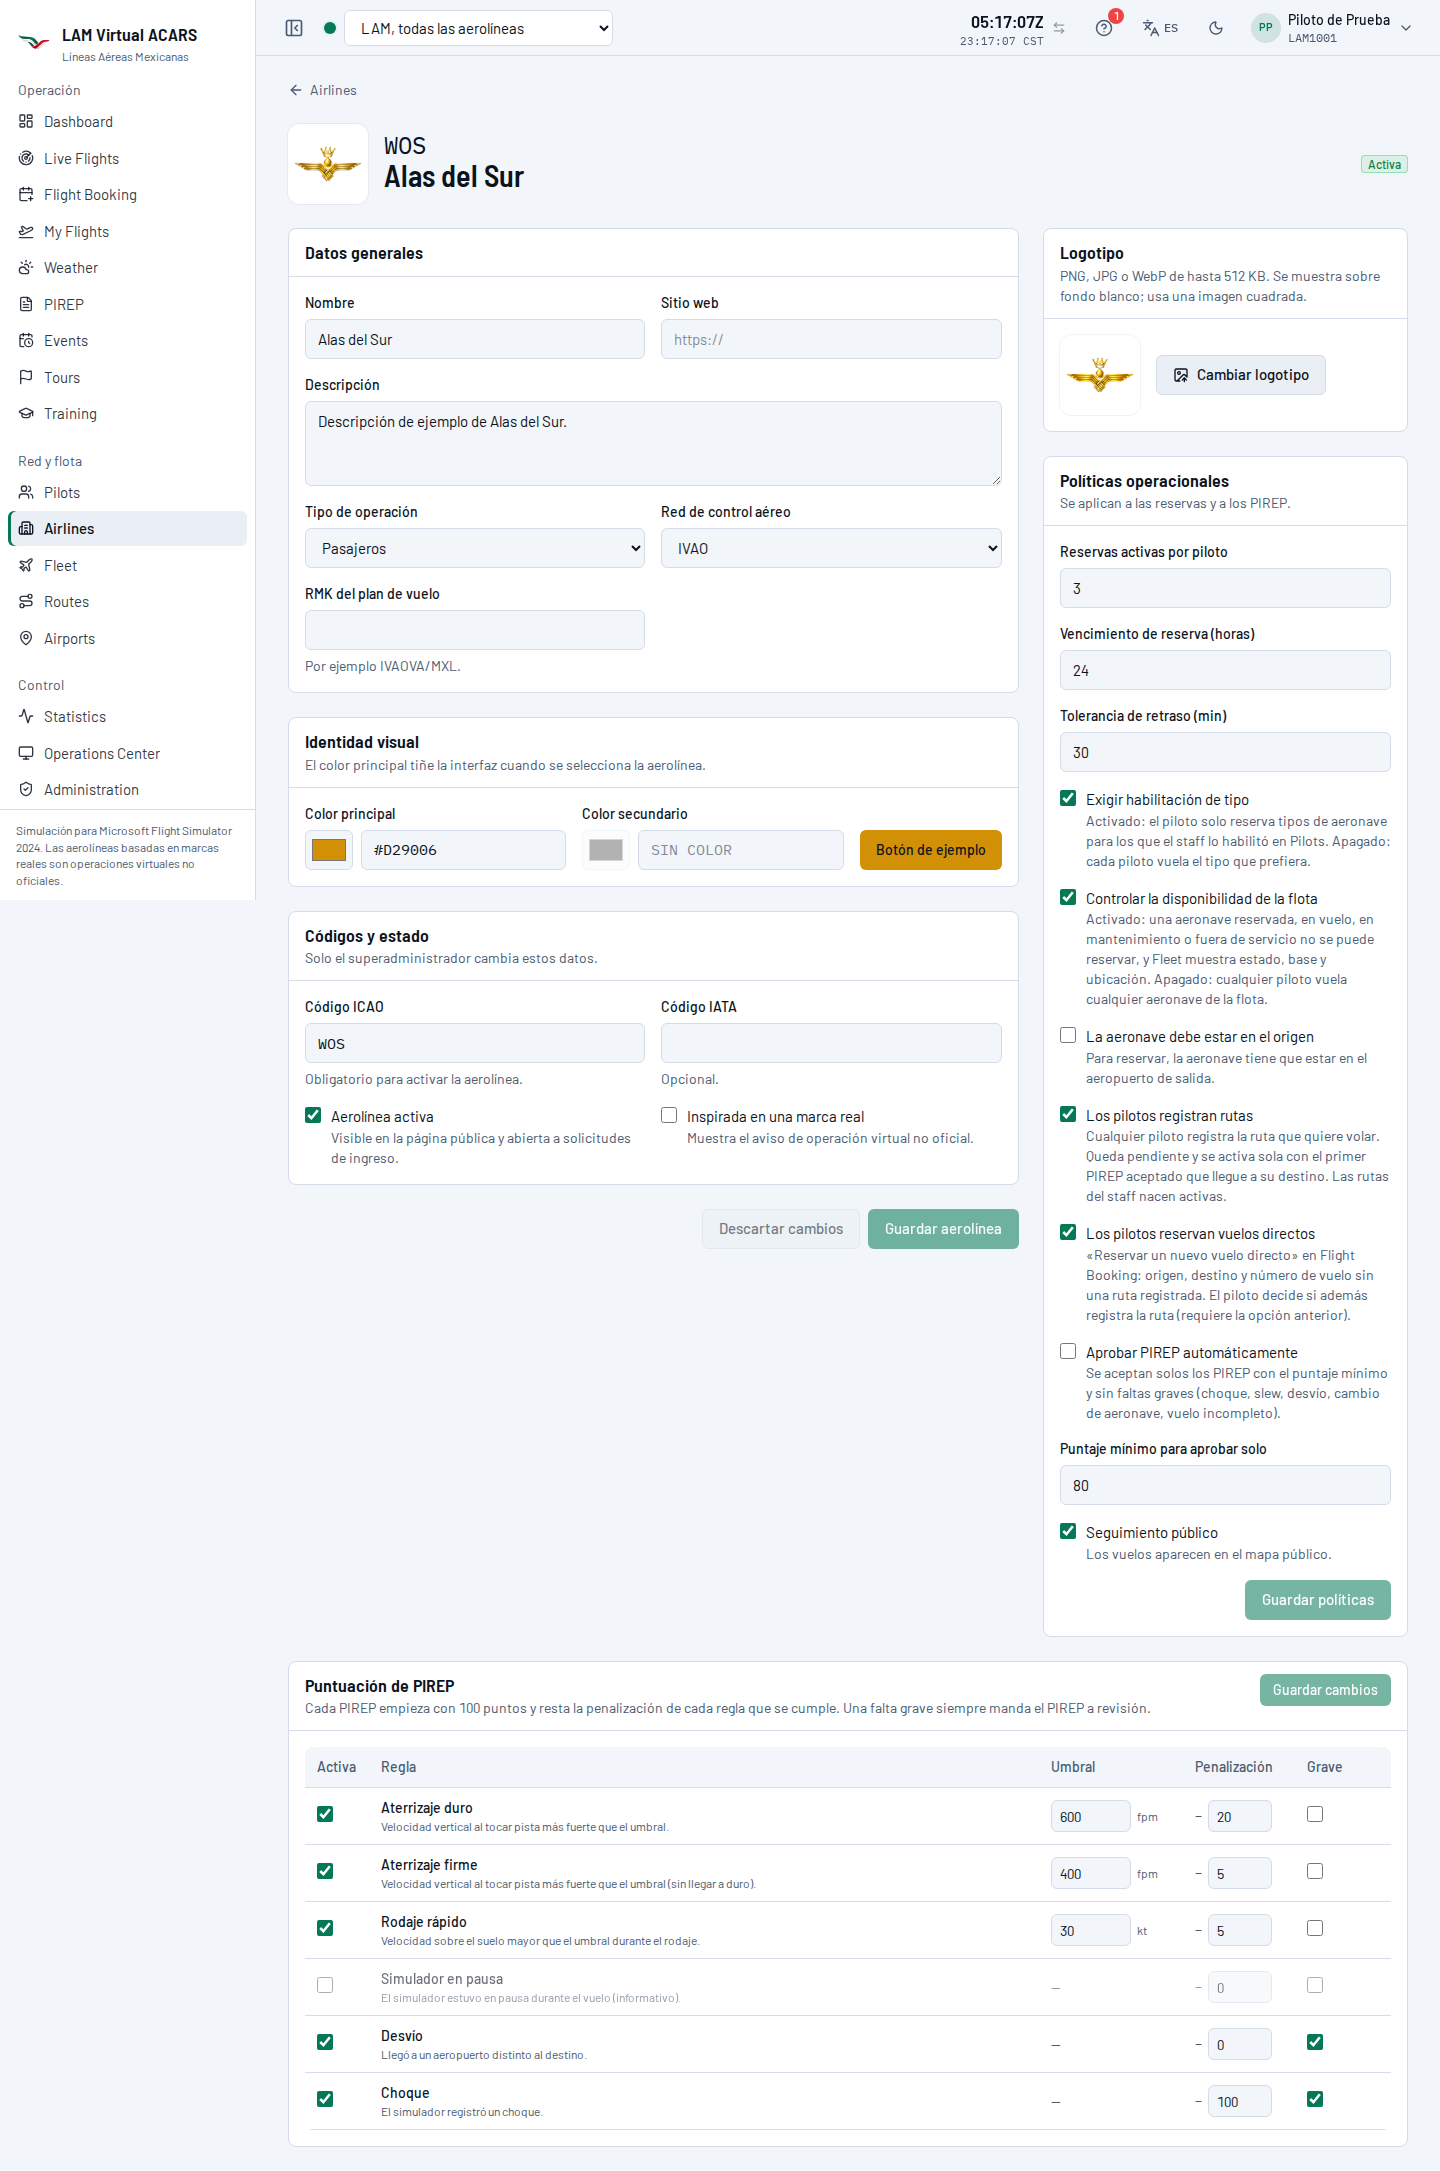 LAM Virtual ACARS
Líneas Aéreas Mexicanas
Operación
Dashboard
Live Flights
Flight Booking
My Flights
Weather
PIREP
Events
Tours
Training
Red y flota
Pilots
Airlines
Fleet
Routes
Airports
Control
Statistics
Operations Center
Administration
Simulación para Microsoft Flight Simulator
2024. Las aerolíneas basadas en marcas
reales son operaciones virtuales no
oficiales.
LAM, todas las aerolíneas
05:17:07Z
23:17:07 CST
1
ES
PP
Piloto de Prueba
LAM1001
Airlines
WOS
Alas del Sur
Activa
Datos generales
Nombre
Sitio web
Alas del Sur
https://
Descripción
Descripción de ejemplo de Alas del Sur.
Tipo de operación
Red de control aéreo
Pasajeros
IVAO
RMK del plan de vuelo
Por ejemplo IVAOVA/MXL.
Identidad visual
El color principal tiñe la interfaz cuando se selecciona la aerolínea.
Color principal
Color secundario
#D29006
SIN COLOR
Botón de ejemplo
Códigos y estado
Solo el superadministrador cambia estos datos.
Código ICAO
Código IATA
WOS
Obligatorio para activar la aerolínea.
Opcional.
Aerolínea activa
Visible en la página pública y abierta a solicitudes
de ingreso.
Inspirada en una marca real
Muestra el aviso de operación virtual no oficial.
Descartar cambios
Guardar aerolínea
Logotipo
PNG, JPG o WebP de hasta 512 KB. Se muestra sobre
fondo blanco; usa una imagen cuadrada.
Cambiar logotipo
Políticas operacionales
Se aplican a las reservas y a los PIREP.
Reservas activas por piloto
3
Vencimiento de reserva (horas)
24
Tolerancia de retraso (min)
30
Exigir habilitación de tipo
Activado: el piloto solo reserva tipos de aeronave
para los que el staff lo habilitó en Pilots. Apagado:
cada piloto vuela el tipo que prefiera.
Controlar la disponibilidad de la flota
Activado: una aeronave reservada, en vuelo, en
mantenimiento o fuera de servicio no se puede
reservar, y Fleet muestra estado, base y
ubicación. Apagado: cualquier piloto vuela
cualquier aeronave de la flota.
La aeronave debe estar en el origen
Para reservar, la aeronave tiene que estar en el
aeropuerto de salida.
Los pilotos registran rutas
Cualquier piloto registra la ruta que quiere volar.
Queda pendiente y se activa sola con el primer
PIREP aceptado que llegue a su destino. Las rutas
del staff nacen activas.
Los pilotos reservan vuelos directos
«Reservar un nuevo vuelo directo» en Flight
Booking: origen, destino y número de vuelo sin
una ruta registrada. El piloto decide si además
registra la ruta (requiere la opción anterior).
Aprobar PIREP automáticamente
Se aceptan solos los PIREP con el puntaje mínimo
y sin faltas graves (choque, slew, desvío, cambio
de aeronave, vuelo incompleto).
Puntaje mínimo para aprobar solo
80
Seguimiento público
Los vuelos aparecen en el mapa público.
Guardar políticas
Puntuación de PIREP
Cada PIREP empieza con 100 puntos y resta la penalización de cada regla que se cumple. Una falta grave siempre manda el PIREP a revisión.
Guardar cambios
Activa Regla Umbral Penalización Grave
Aterrizaje duro
Velocidad vertical al tocar pista más fuerte que el umbral.
600 fpm − 20
Aterrizaje firme
Velocidad vertical al tocar pista más fuerte que el umbral (sin llegar a duro).
400 fpm − 5
Rodaje rápido
Velocidad sobre el suelo mayor que el umbral durante el rodaje.
30 kt − 5
Simulador en pausa
El simulador estuvo en pausa durante el vuelo (informativo).
— − 0
Desvío
Llegó a un aeropuerto distinto al destino.
— − 0
Choque
El simulador registró un choque.
— − 100